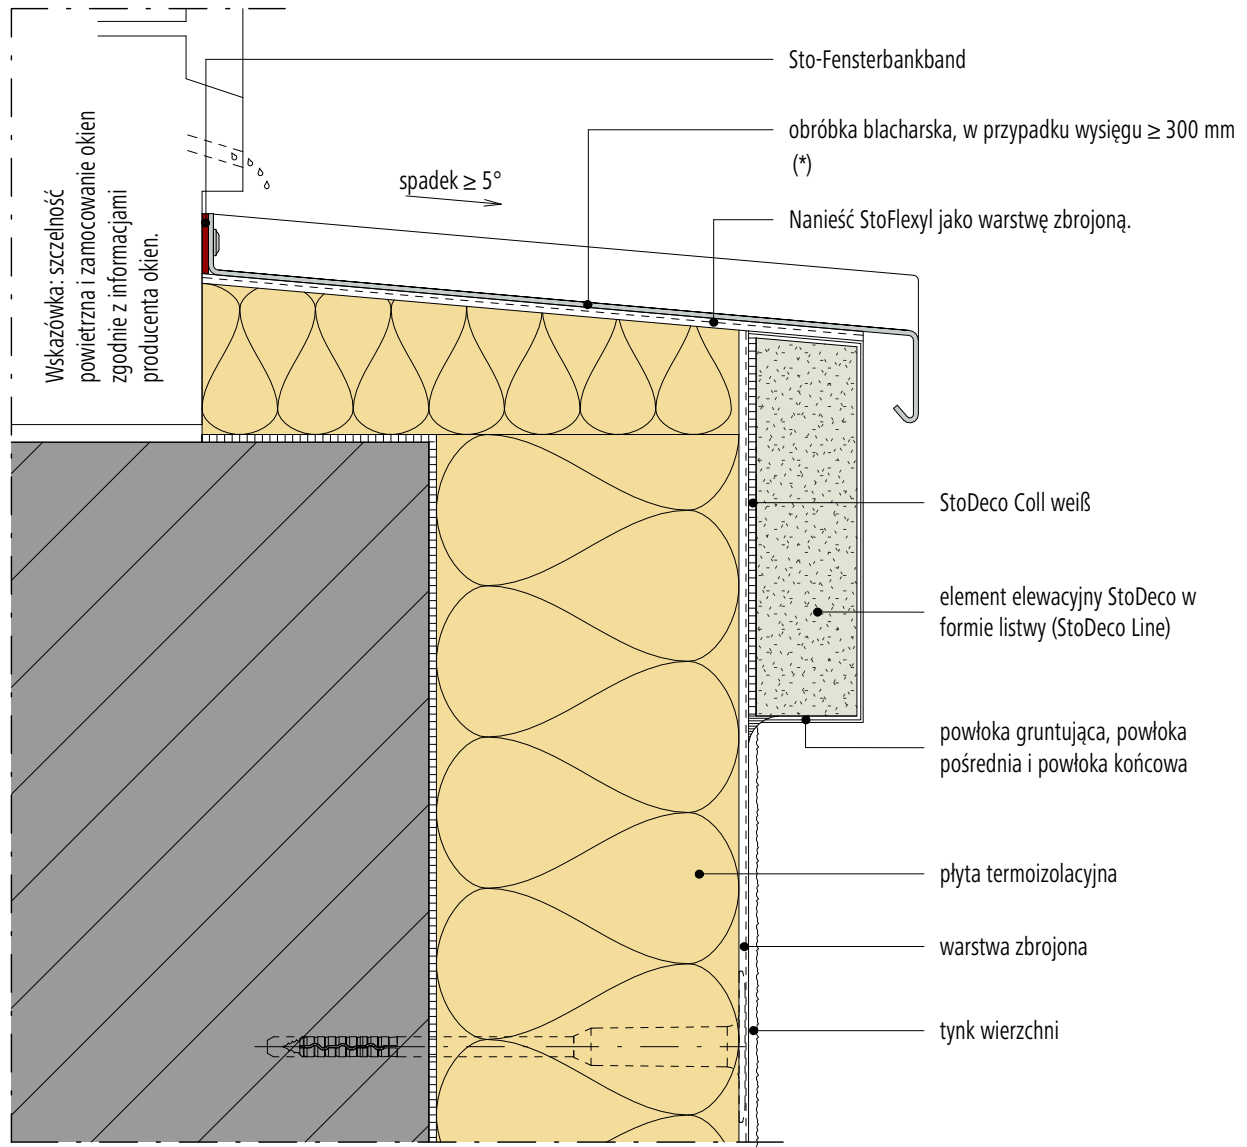 Sto-Fensterbankband
obróbka blacharska, w przypadku wysięgu ≥ 300 mm
(*)
spadek ≥ 5°
Nanieść StoFlexyl jako warstwę zbrojoną.
Wskazówka: szczelność
powietrzna i zamocowanie okien
zgodnie z informacjami
producenta okien.
StoDeco Coll weiß
element elewacyjny StoDeco w
formie listwy (StoDeco Line)
powłoka gruntująca, powłoka
pośrednia i powłoka końcowa
płyta termoizolacyjna
warstwa zbrojona
tynk wierzchni